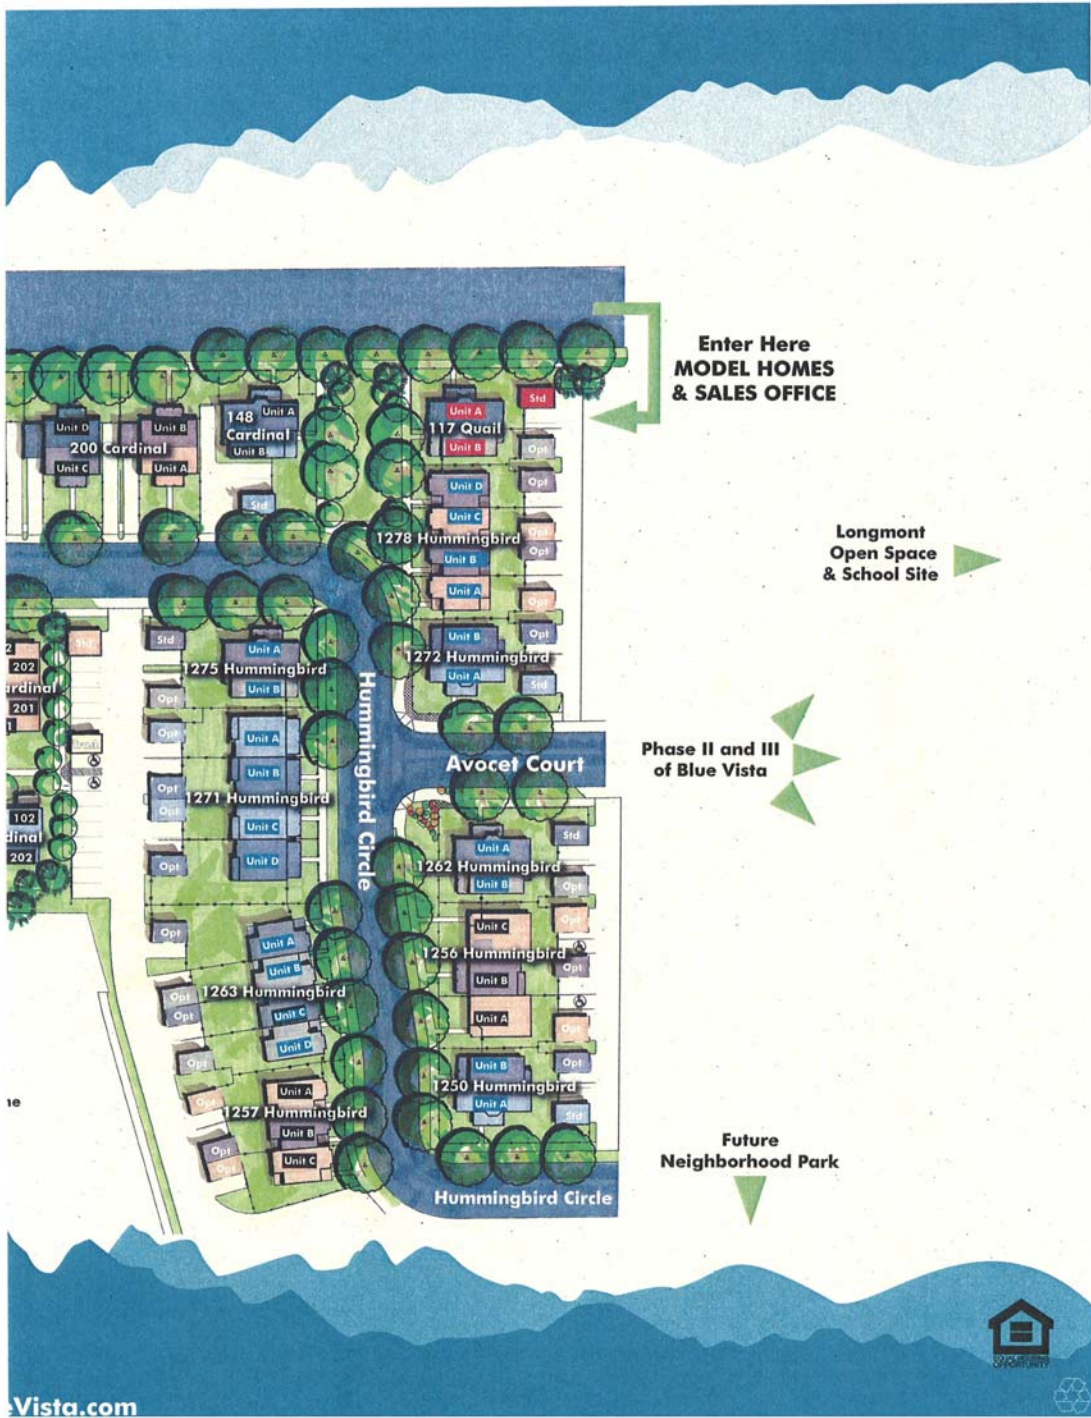 Enter Here
MODEL HOMES
& SALES OFFICE
Unit D
Unit B
200 Cardinal
Unit C
Unit A
148
Unit A
Cardinal
Unit B
Unit A
117 Quail
Unit B
Std
Opt
Std
Unit D
Opt
Unit C
1278 Hummingbird
Opt
Unit B
Opt
Unit A
Opt
Unit B
Opt
1272 Hummingbird
Unit A
Std
Longmont
Open Space
& School Site
202
201
Std
Std
Unit A
1275 Hummingbird
Unit B
Opt
Opt
Unit A
Unit B
Opt
1271 Hummingbird
Opt
Unit C
Opt
Unit D
Hummingbird Circle
Avocet Court
Phase II and III
of Blue Vista
102
202
Std
Unit A
1262 Hummingbird
Unit B
Opt
Opt
Unit C
1256 Hummingbird
Opt
Unit B
Unit A
Opt
Opt
Unit A
Unit B
1263 Hummingbird
Opt
Opt
Unit C
Unit D
Opt
Unit B
Opt
1250 Hummingbird
Unit A
Std
Opt
Unit A
1257 Hummingbird
Unit B
Opt
Opt
Unit C
Hummingbird Circle
Future
Neighborhood Park
EQUAL HOUSING
OPPORTUNITY
eVista.com